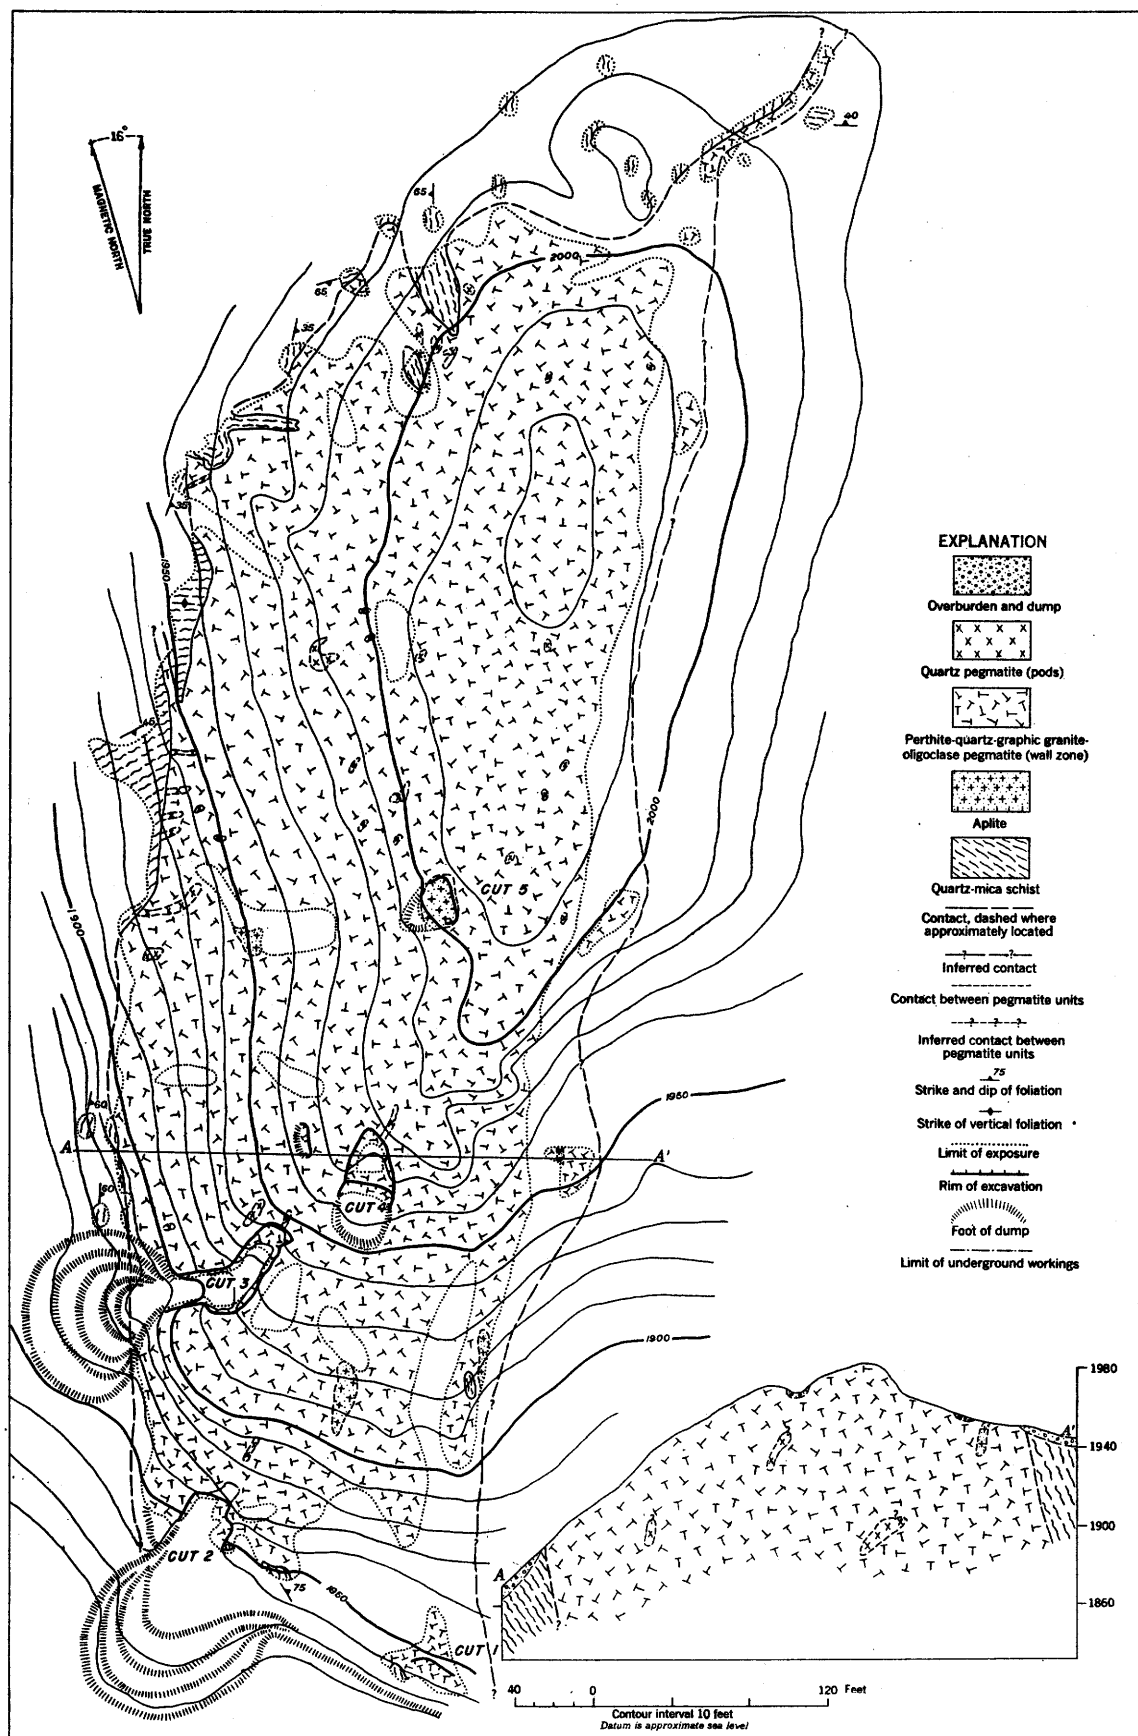 16°
MAGNETIC NORTH
TRUE NORTH
?
?
40
65
65
2000
35
35
?
1950
?
45
1900
2000
CUT 5
60
A
A'
1950
CUT 4
60
CUT 3
1900
?
CUT 2
75
1850
CUT 1
?
EXPLANATION
Overburden and dump
Quartz pegmatite (pods)
Perthite-quartz-graphic granite-
oligoclase pegmatite (wall zone)
Aplite
Quartz-mica schist
Contact, dashed where
approximately located
? ?
Inferred contact
Contact between pegmatite units
? ? ?
Inferred contact between
pegmatite units
75
Strike and dip of foliation
Strike of vertical foliation
Limit of exposure
Rim of excavation
Foot of dump
Limit of underground workings
1980
A'
1940
1900
A
1860
40 0 120 Feet
Contour interval 10 feet
Datum is approximate sea level